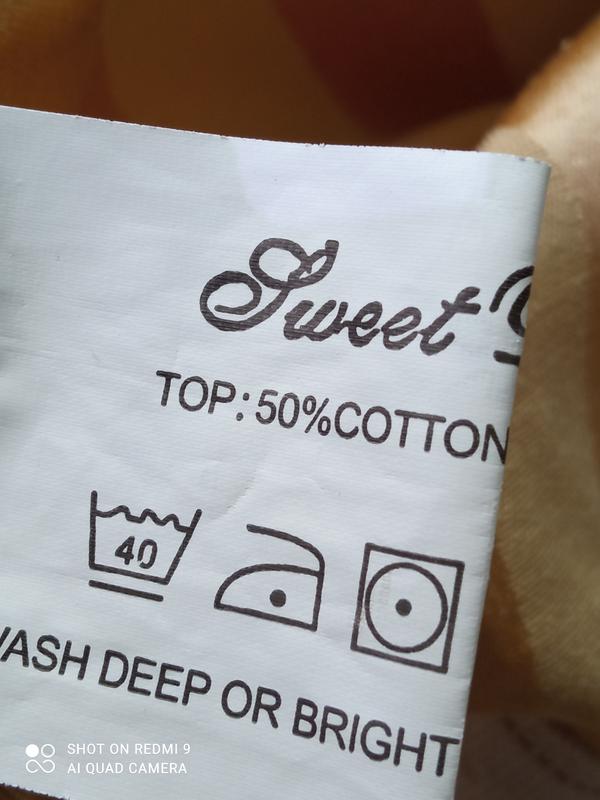 Sweet
TOP: 50%COTTON
40
WASH DEEP OR BRIGHT
SHOT ON REDMI 9
AI QUAD CAMERA